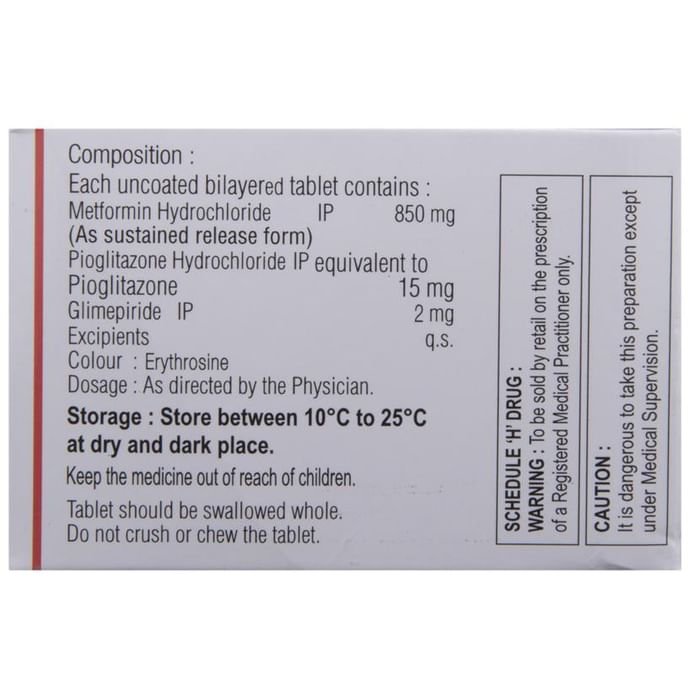 Composition :
Each uncoated bilayered tablet contains :
Metformin Hydrochloride IP 850 mg
(As sustained release form)
Pioglitazone Hydrochloride IP equivalent to
Pioglitazone 15 mg
Glimepiride IP 2 mg
Excipients q.s.
Colour : Erythrosine
Dosage : As directed by the Physician.
Storage : Store between 10°C to 25°C
at dry and dark place.
Keep the medicine out of reach of children.
Tablet should be swallowed whole.
Do not crush or chew the tablet.
SCHEDULE 'H' DRUG :
WARNING : To be sold by retail on the prescription
of a Registered Medical Practitioner only.
CAUTION :
It is dangerous to take this preparation except
under Medical Supervision.